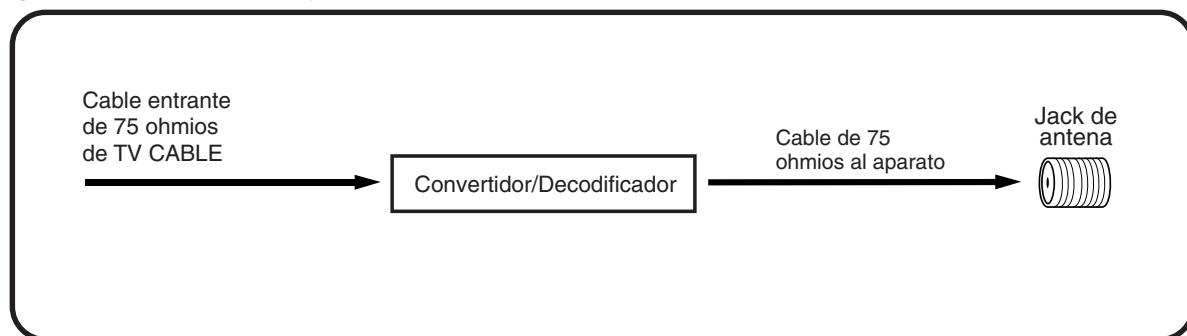 Cable entrante
de 75 ohmios
de TV CABLE
Convertidor/Decodificador
Cable de 75
ohmios al aparato
Jack de
antena